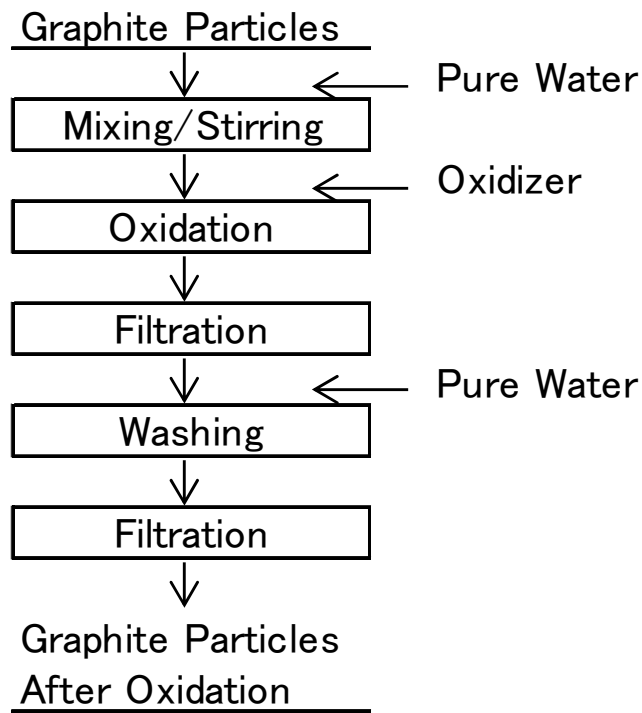 Graphite Particles
Pure Water
Mixing/Stirring
Oxidizer
Oxidation
Filtration
Pure Water
Washing
Filtration
Graphite Particles
After Oxidation